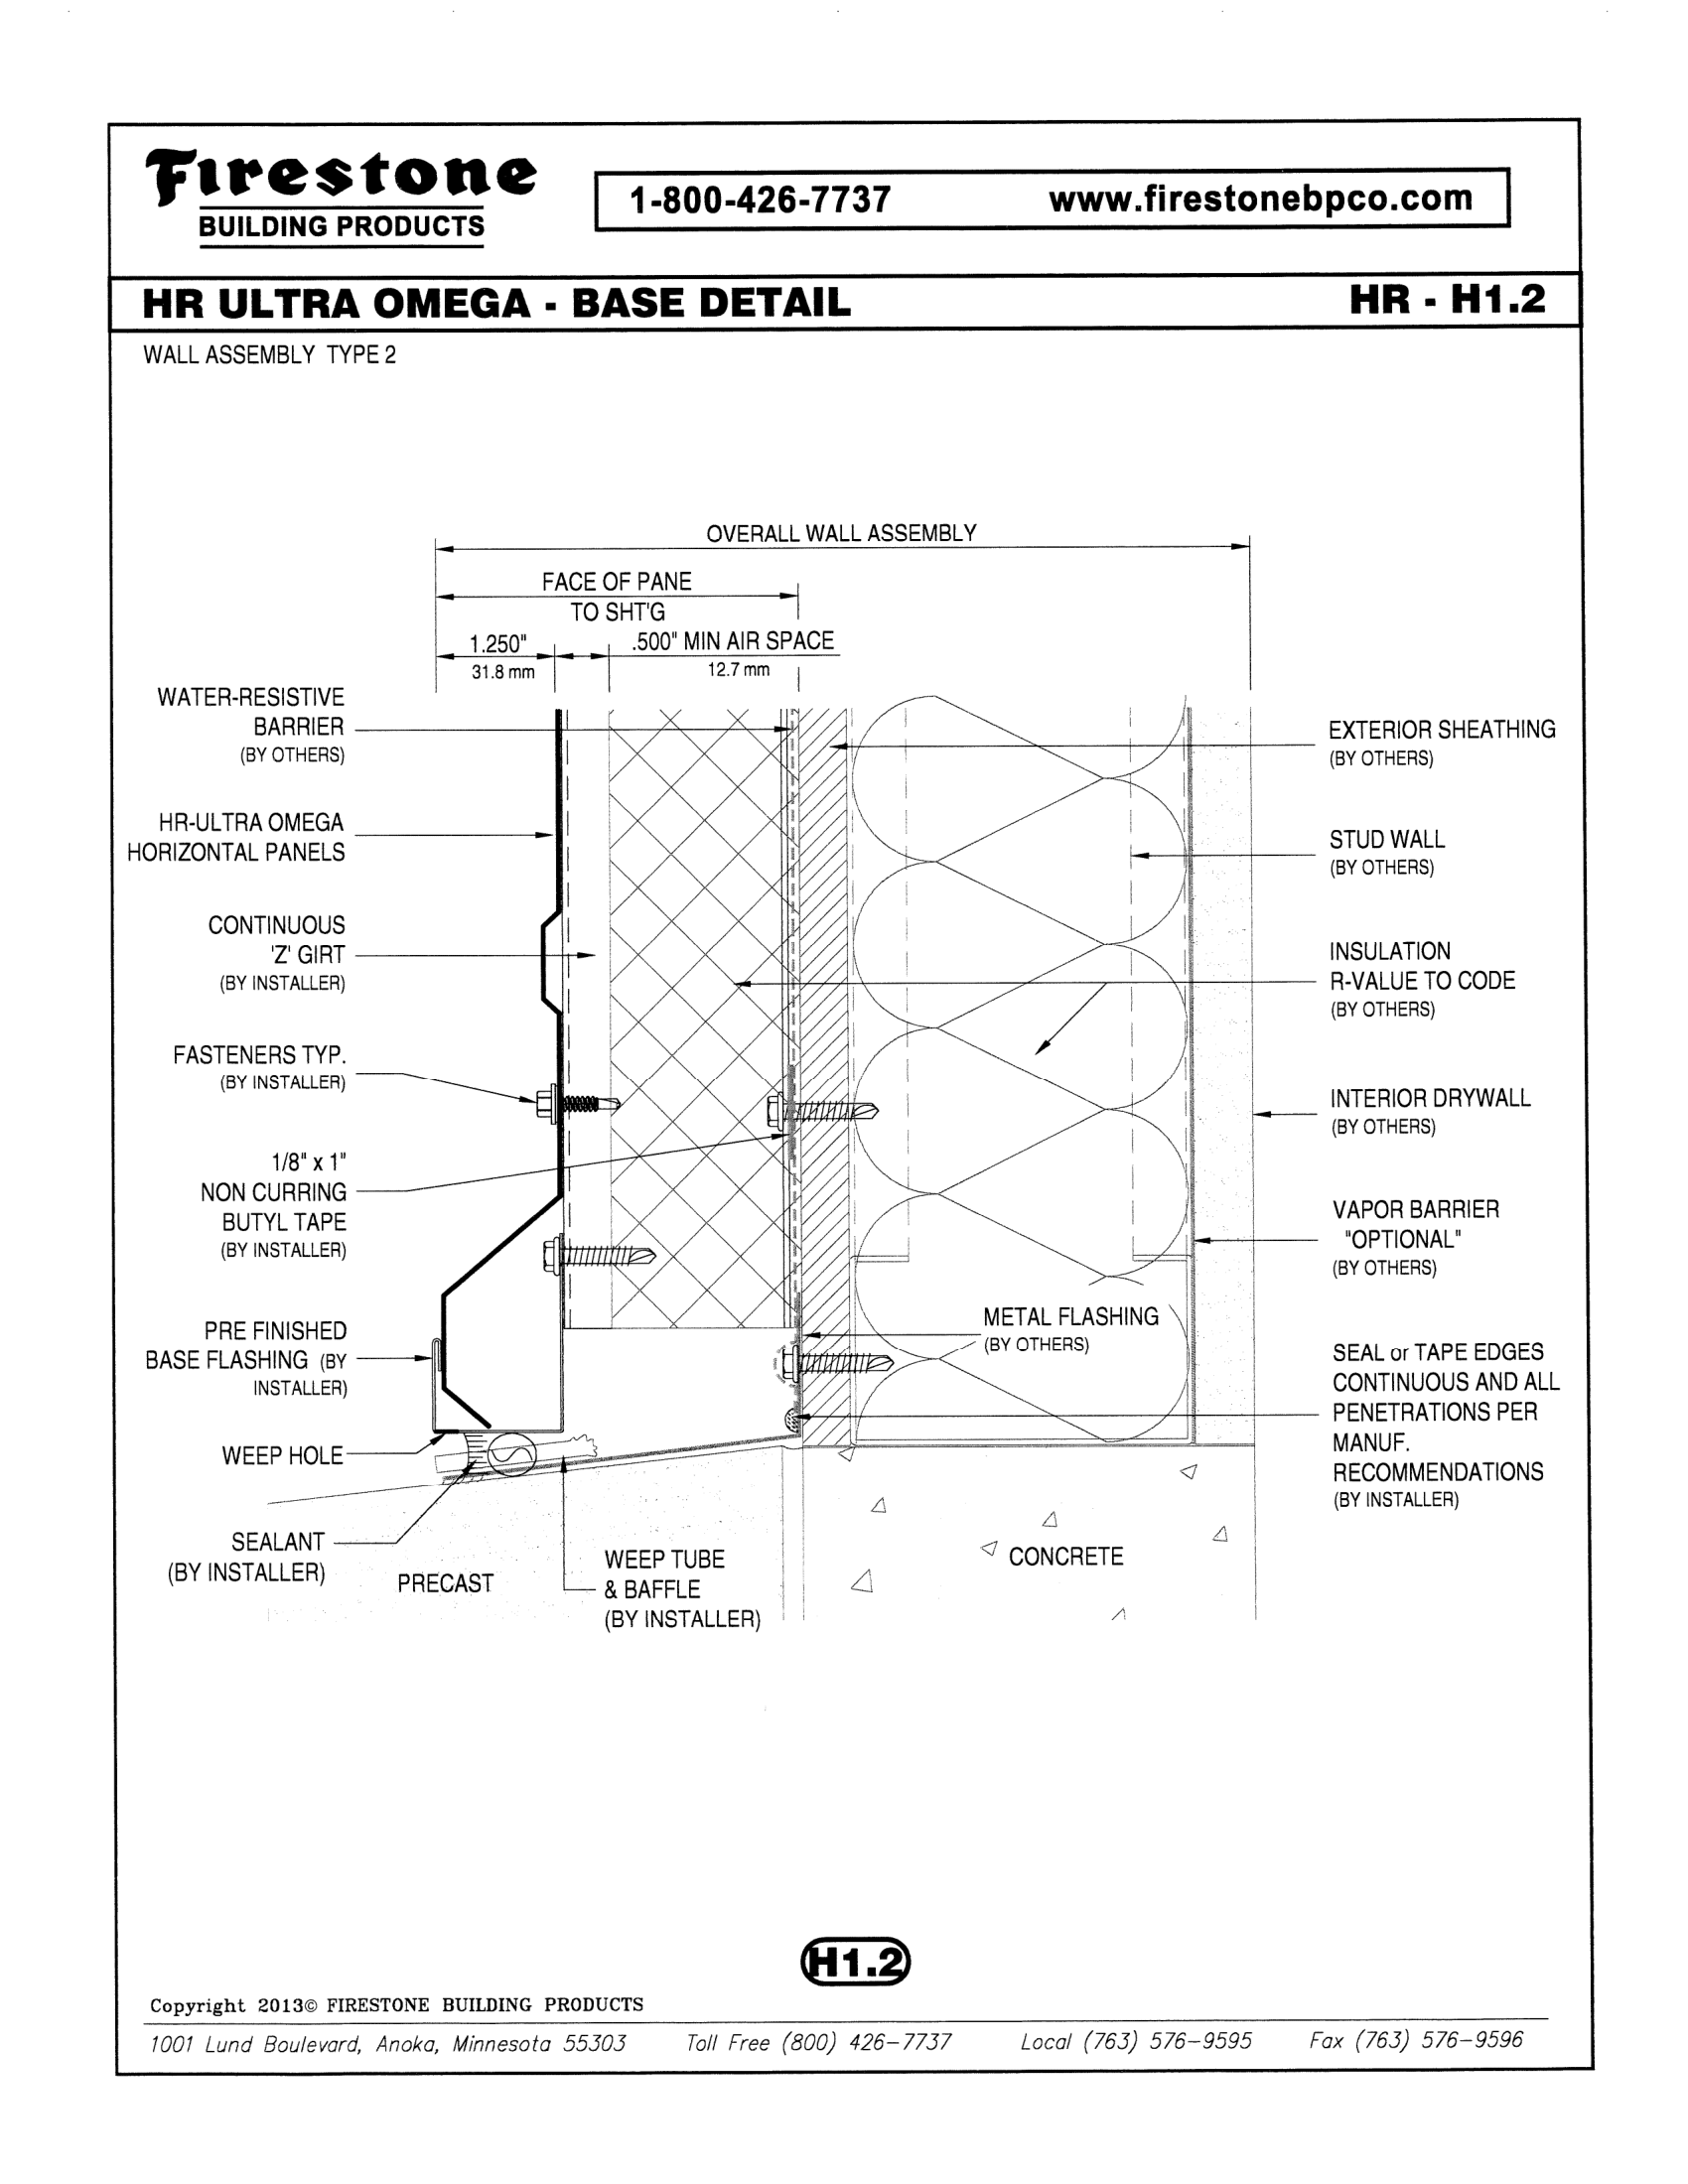 Firestone
BUILDING PRODUCTS
1-800-426-7737 www.firestonebpco.com
HR ULTRA OMEGA - BASE DETAIL HR - H1.2
WALL ASSEMBLY TYPE 2
OVERALL WALL ASSEMBLY
FACE OF PANE
TO SHT'G
1.250" .500" MIN AIR SPACE
31.8 mm 12.7 mm
WATER-RESISTIVE
BARRIER
(BY OTHERS)
HR-ULTRA OMEGA
HORIZONTAL PANELS
CONTINUOUS
'Z' GIRT
(BY INSTALLER)
FASTENERS TYP.
(BY INSTALLER)
1/8" x 1"
NON CURRING
BUTYL TAPE
(BY INSTALLER)
PRE FINISHED
BASE FLASHING (BY
INSTALLER)
WEEP HOLE
SEALANT
(BY INSTALLER)
PRECAST
WEEP TUBE
& BAFFLE
(BY INSTALLER)
METAL FLASHING
(BY OTHERS)
CONCRETE
EXTERIOR SHEATHING
(BY OTHERS)
STUD WALL
(BY OTHERS)
INSULATION
R-VALUE TO CODE
(BY OTHERS)
INTERIOR DRYWALL
(BY OTHERS)
VAPOR BARRIER
"OPTIONAL"
(BY OTHERS)
SEAL or TAPE EDGES
CONTINUOUS AND ALL
PENETRATIONS PER
MANUF.
RECOMMENDATIONS
(BY INSTALLER)
H1.2
Copyright 2013© FIRESTONE BUILDING PRODUCTS
1001 Lund Boulevard, Anoka, Minnesota 55303 Toll Free (800) 426-7737 Local (763) 576-9595 Fax (763) 576-9596